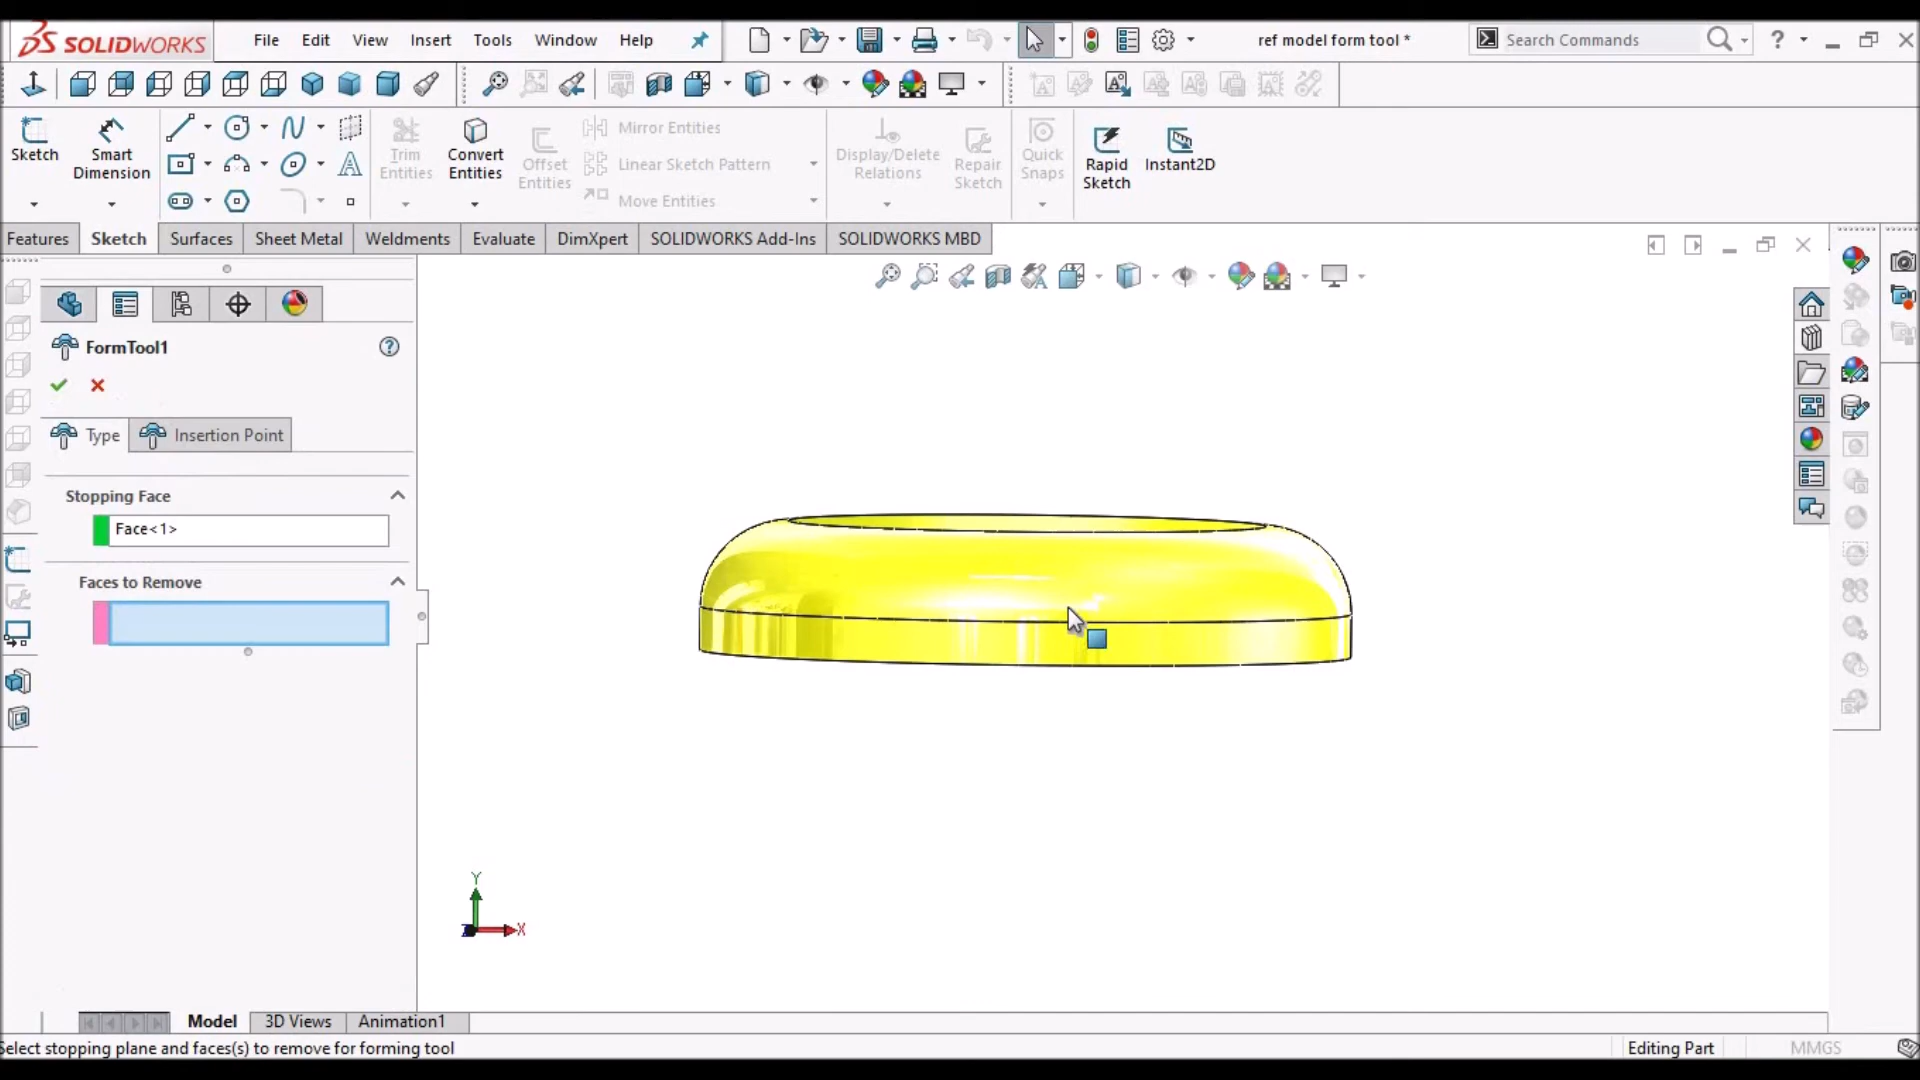 SOLIDWORKS File Edit View Insert Tools Window Help ref model form tool * Search Commands ?
Sketch Smart Dimension Trim Entities Convert Entities Offset Entities Mirror Entities Linear Sketch Pattern Move Entities Display/Delete Relations Repair Sketch Quick Snaps Rapid Sketch Instant2D
Features Sketch Surfaces Sheet Metal Weldments Evaluate DimXpert SOLIDWORKS Add-Ins SOLIDWORKS MBD
FormTool1 ?
Type Insertion Point
Stopping Face
Face<1>
Faces to Remove
Y
X
Model 3D Views Animation1
Select stopping plane and faces(s) to remove for forming tool Editing Part MMGS